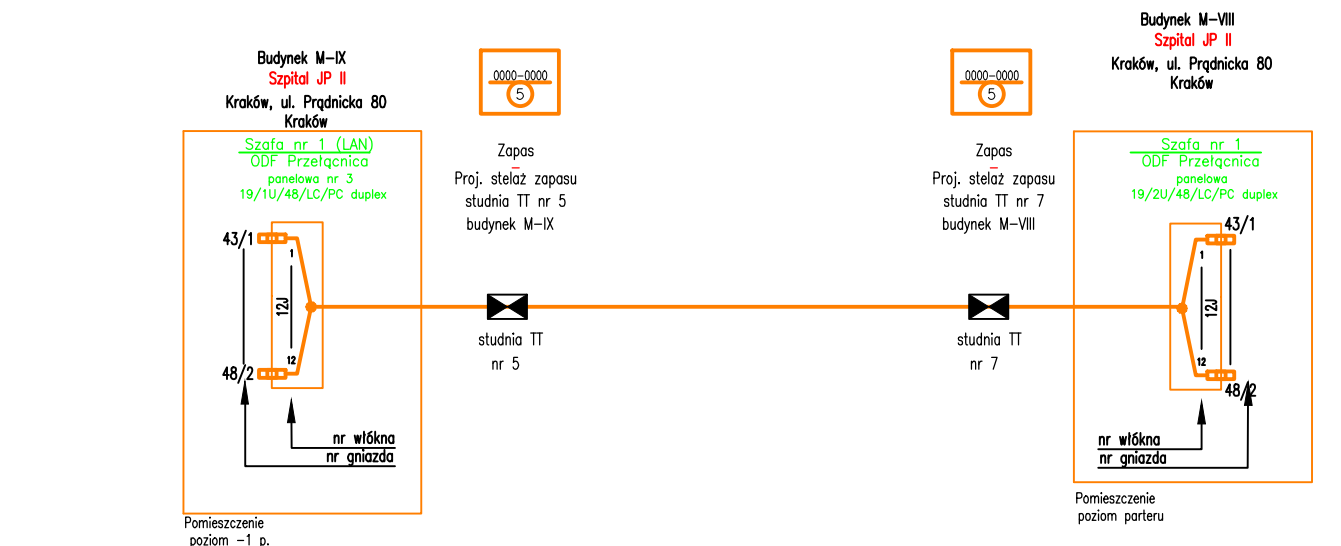 Budynek M-IX
Szpital JP II
Kraków, ul. Prądnicka 80
Kraków
Szafa nr 1 (LAN)
ODF Przełącnica
panelowa nr 3
19/1U/48/LC/PC duplex
43/1
1
12J
12
48/2
nr włókna
nr gniazda
Pomieszczenie
poziom -1 p.
0000-0000
5
Zapas
Proj. stelaż zapasu
studnia TT nr 5
budynek M-IX
studnia TT
nr 5
0000-0000
5
Zapas
Proj. stelaż zapasu
studnia TT nr 7
budynek M-VIII
studnia TT
nr 7
Budynek M-VIII
Szpital JP II
Kraków, ul. Prądnicka 80
Kraków
Szafa nr 1
ODF Przełącnica
panelowa
19/2U/48/LC/PC duplex
43/1
1
12J
12
48/2
nr włókna
nr gniazda
Pomieszczenie
poziom parteru